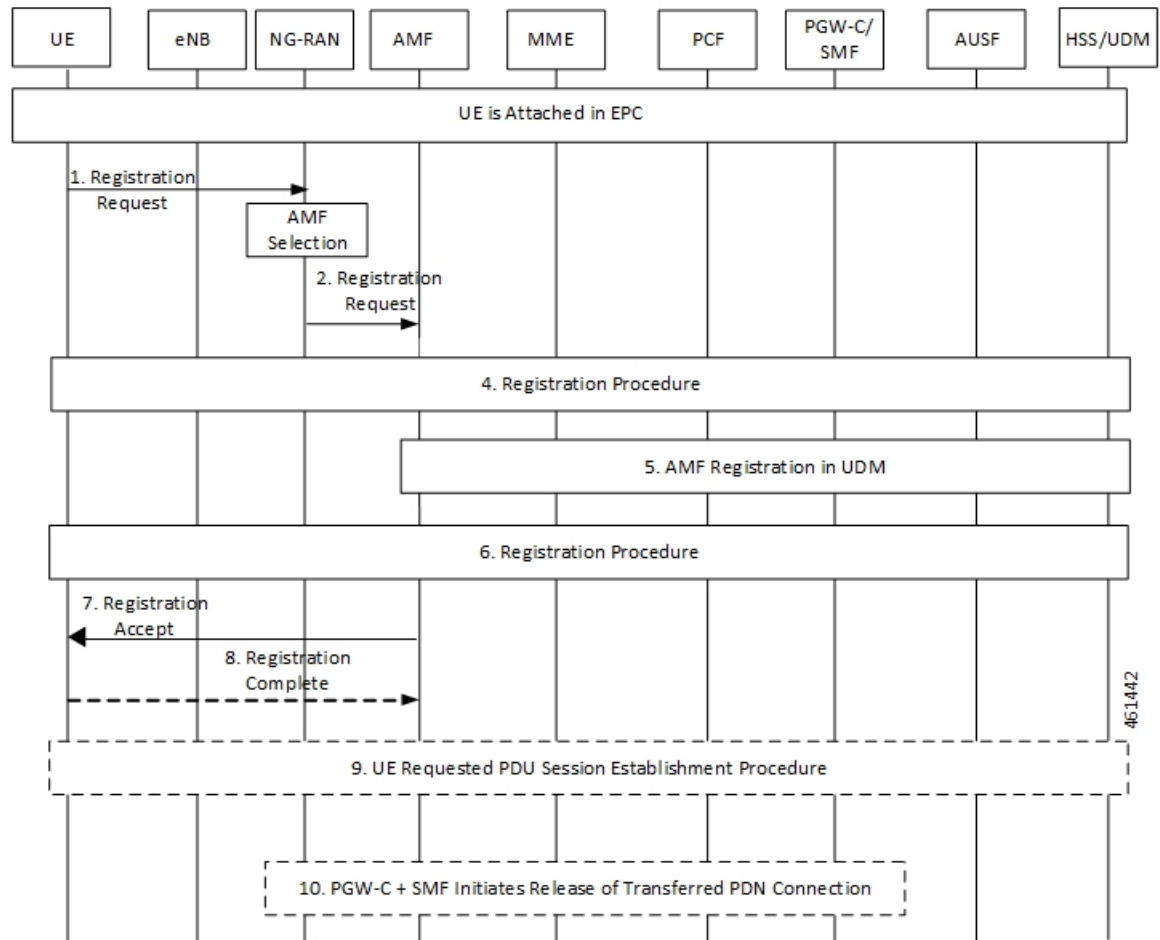 UE
eNB
NG-RAN
AMF
MME
PCF
PGW-C/
SMF
AUSF
HSS/UDM
UE is Attached in EPC
1. Registration
Request
AMF
Selection
2. Registration
Request
4. Registration Procedure
5. AMF Registration in UDM
6. Registration Procedure
7. Registration
Accept
8. Registration
Complete
461442
9. UE Requested PDU Session Establishment Procedure
10. PGW-C + SMF Initiates Release of Transferred PDN Connection